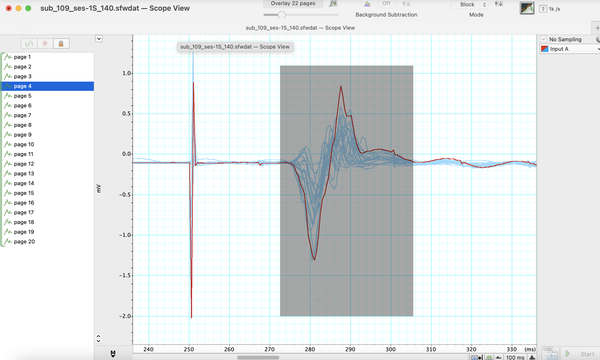 sub_109_ses-1S_140.sfwdat — Scope View
Overlay 22 pages
Background Subtraction
Block
Mode
1k /s
sub_109_ses-1S_140.sfwdat — Scope View
sub_109_ses-1S_140.sfwdat — Scope View
No Sampling
Input A
page 1
page 2
page 3
page 4
page 5
page 6
page 7
page 8
page 9
page 10
page 11
page 12
page 13
page 14
page 15
page 16
page 17
page 18
page 19
page 20
1.0
0.5
0.0
-0.5
-1.0
-1.5
-2.0
mV
240 250 260 270 280 290 300 310 320 330 (ms)
100 ms
Start